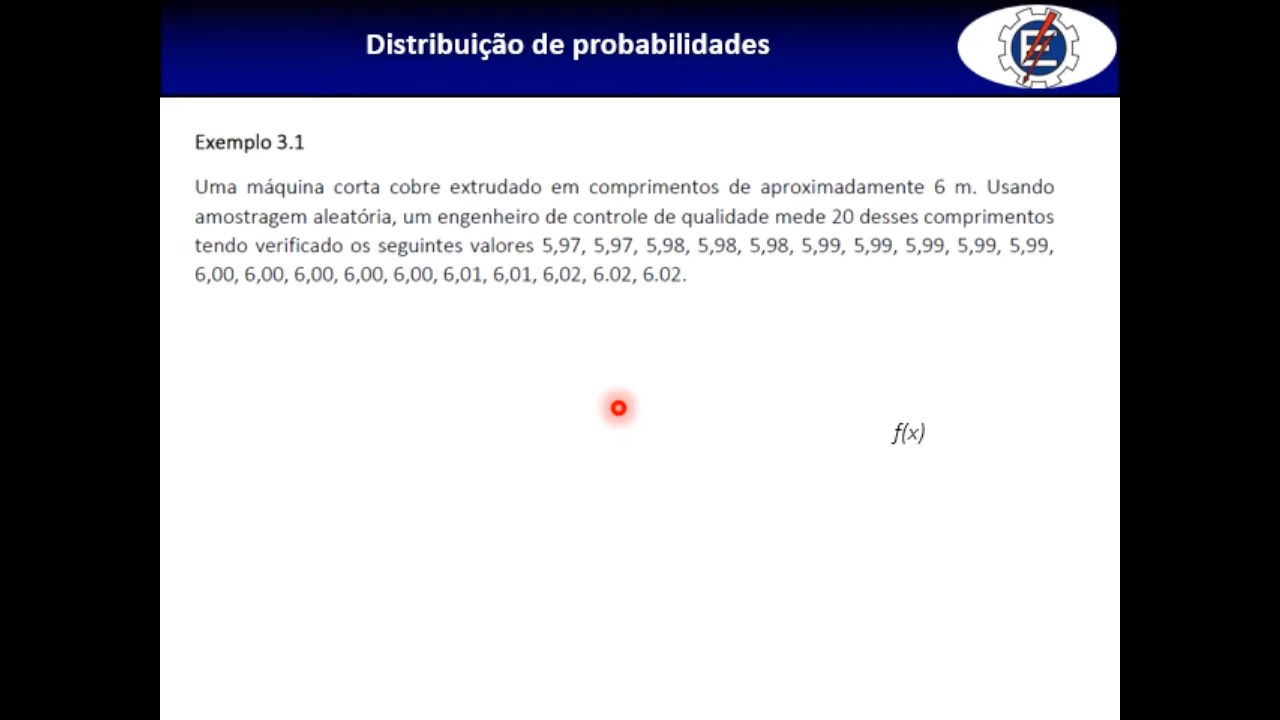 Distribuição de probabilidades
Exemplo 3.1
Uma máquina corta cobre extrudado em comprimentos de aproximadamente 6 m. Usando
amostragem aleatória, um engenheiro de controle de qualidade mede 20 desses comprimentos
tendo verificado os seguintes valores 5,97, 5,97, 5,98, 5,98, 5,98, 5,99, 5,99, 5,99, 5,99, 5,99,
6,00, 6,00, 6,00, 6,00, 6,00, 6,01, 6,01, 6,02, 6.02, 6.02.
f(x)